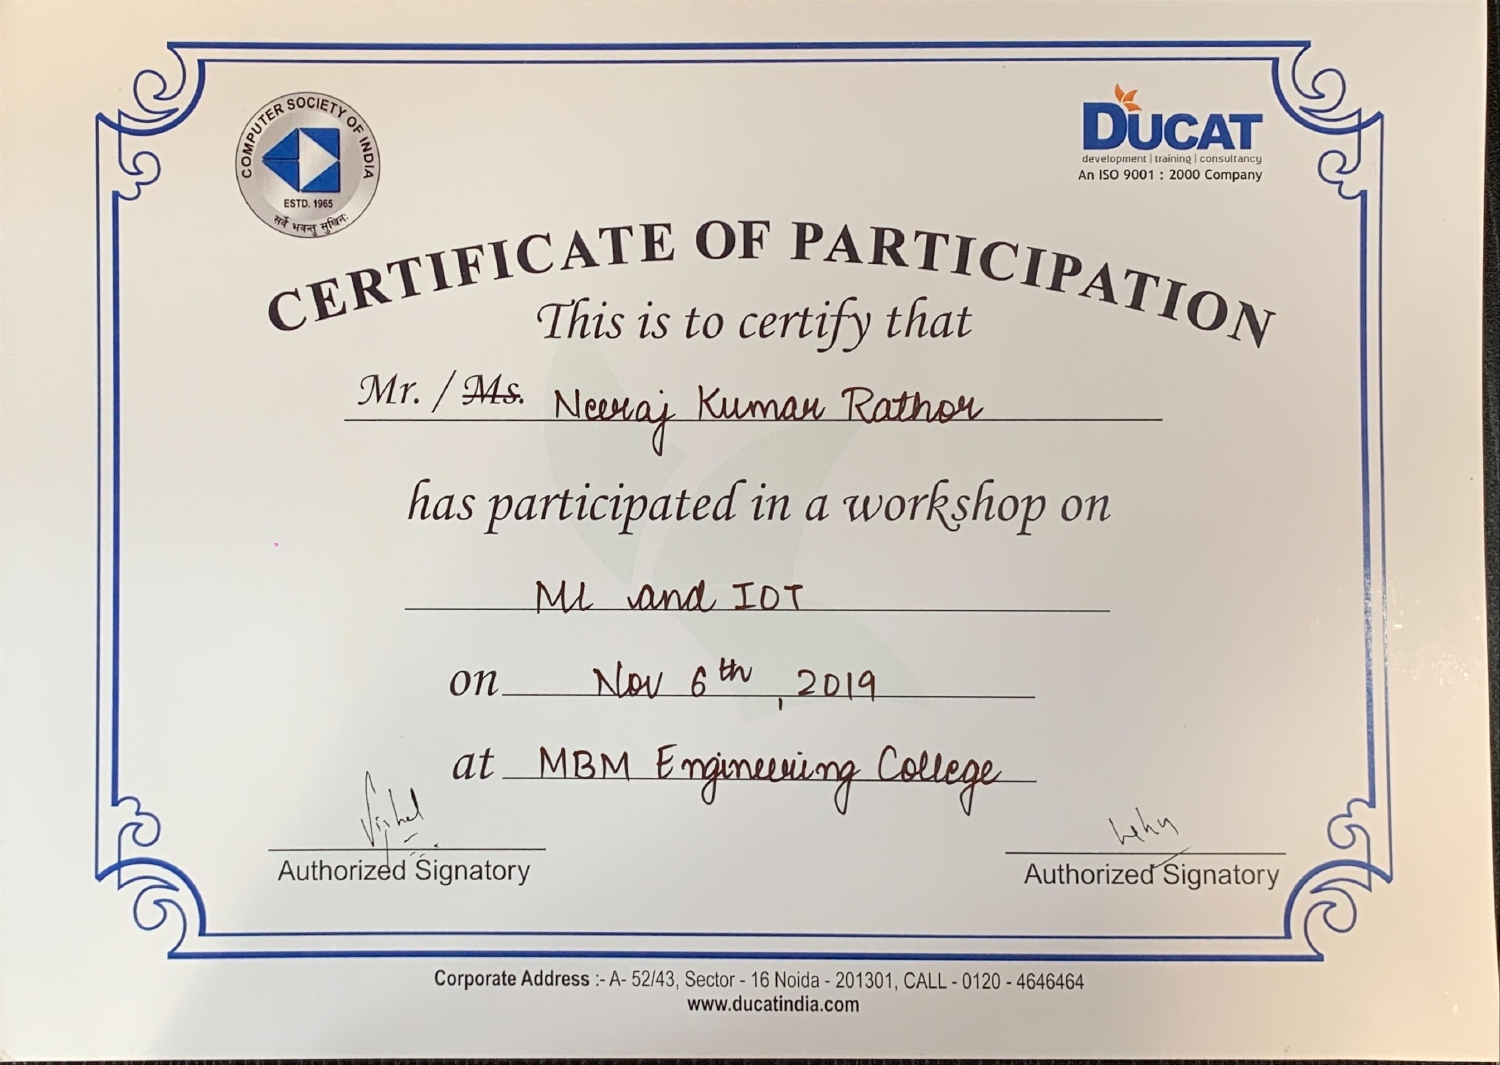 COMPUTER SOCIETY OF INDIA
ESTD. 1965
सर्वे भवन्तु सुखिनः
DUCAT
development | training | consultancy
An ISO 9001 : 2000 Company
CERTIFICATE OF PARTICIPATION
This is to certify that
Mr. / Ms. Neeraj Kumar Rathor
has participated in a workshop on
ML and IOT
on Nov 6th, 2019
at MBM Engineering College
Vishal
Authorized Signatory
Authorized Signatory
Corporate Address :- A- 52/43, Sector - 16 Noida - 201301, CALL - 0120 - 4646464
www.ducatindia.com